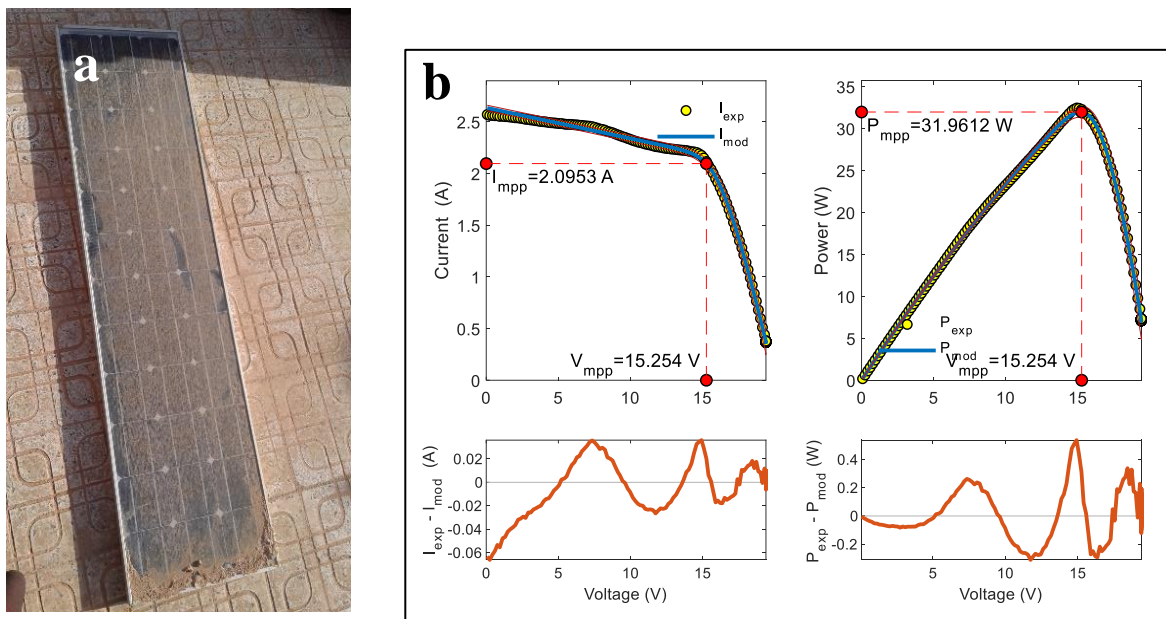 a
b
I_exp
I_mod
I_mpp=2.0953 A
V_mpp=15.254 V
Current (A)
2.5
2
1.5
1
0.5
0
0 5 10 15
P_mpp=31.9612 W
P_exp
P_mod
V_mpp=15.254 V
Power (W)
35
30
25
20
15
10
5
0
0 5 10 15
I_exp - I_mod (A)
0.02
0
-0.02
-0.04
-0.06
0 5 10 15
Voltage (V)
P_exp - P_mod (W)
0.4
0.2
0
-0.2
5 10 15
Voltage (V)